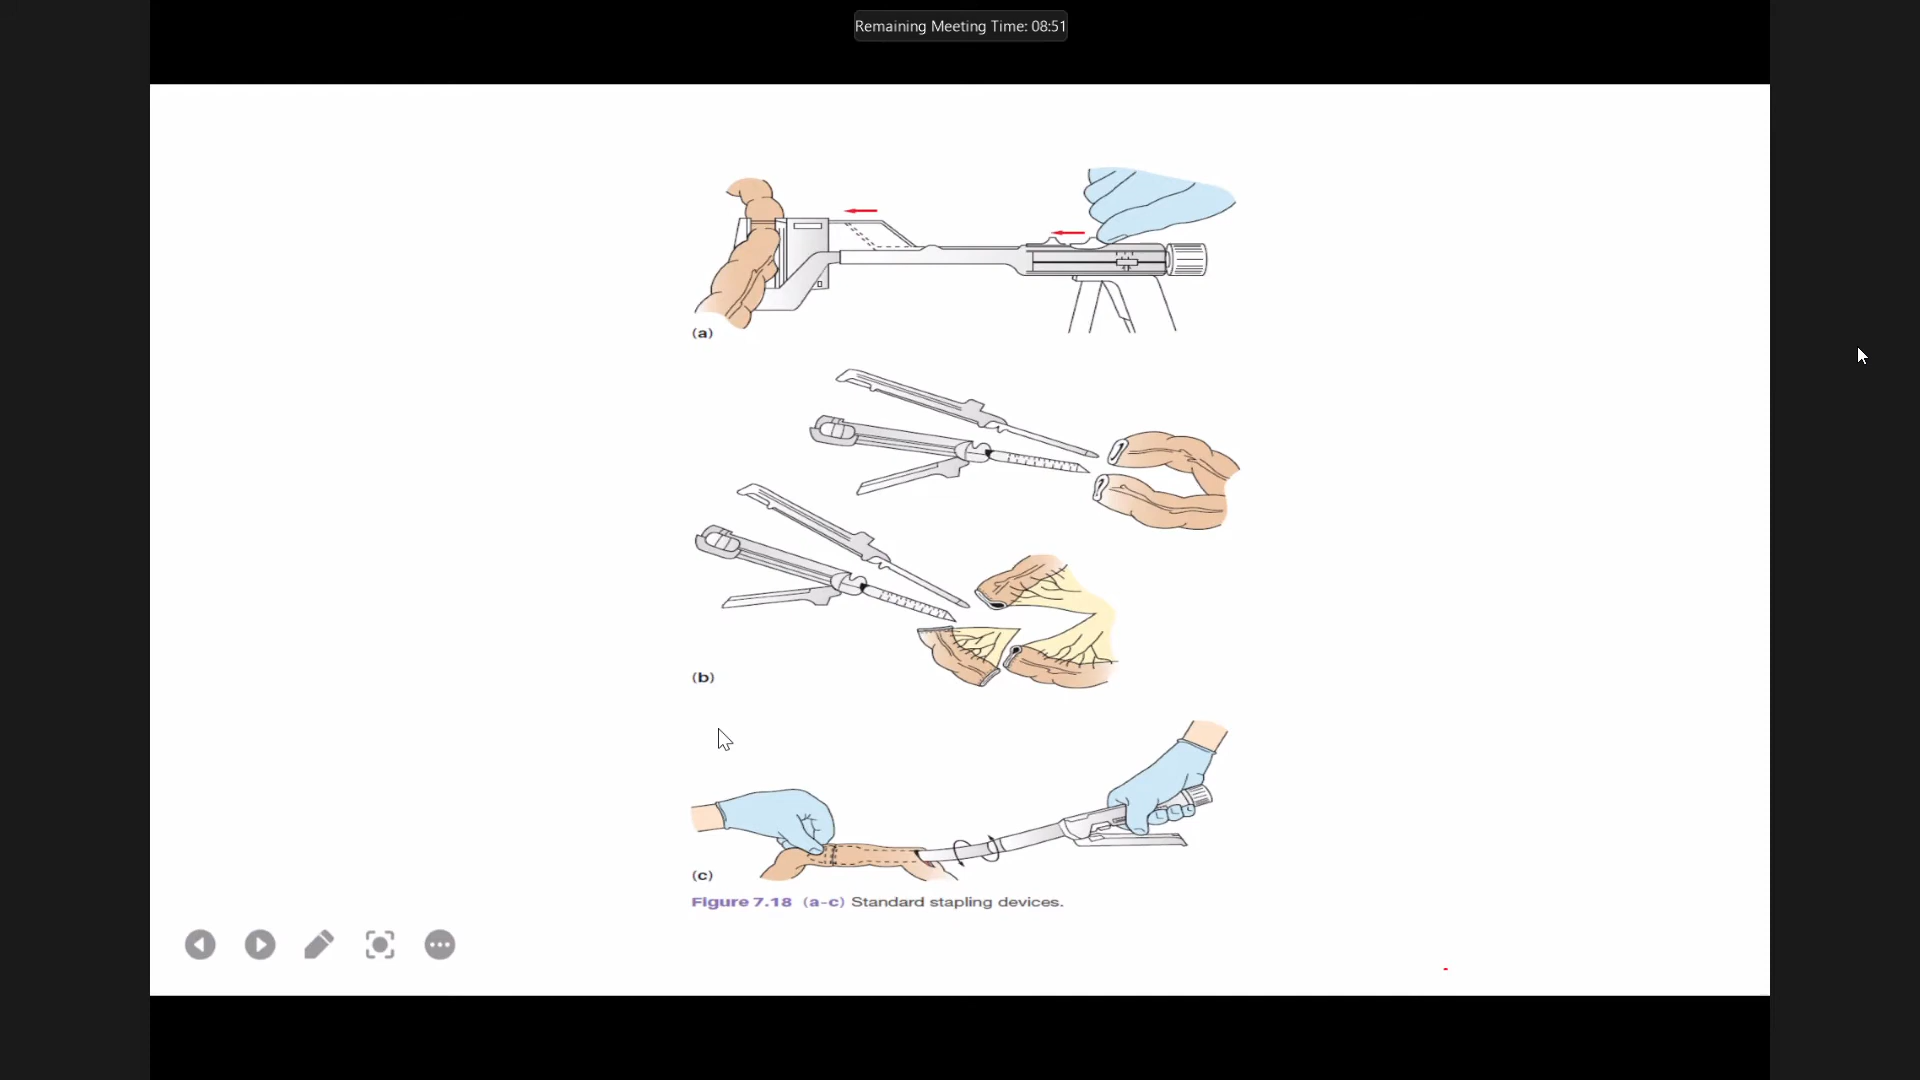 Remaining Meeting Time: 08:51
(a)
(b)
(c)
Figure 7.18 (a-c) Standard stapling devices.